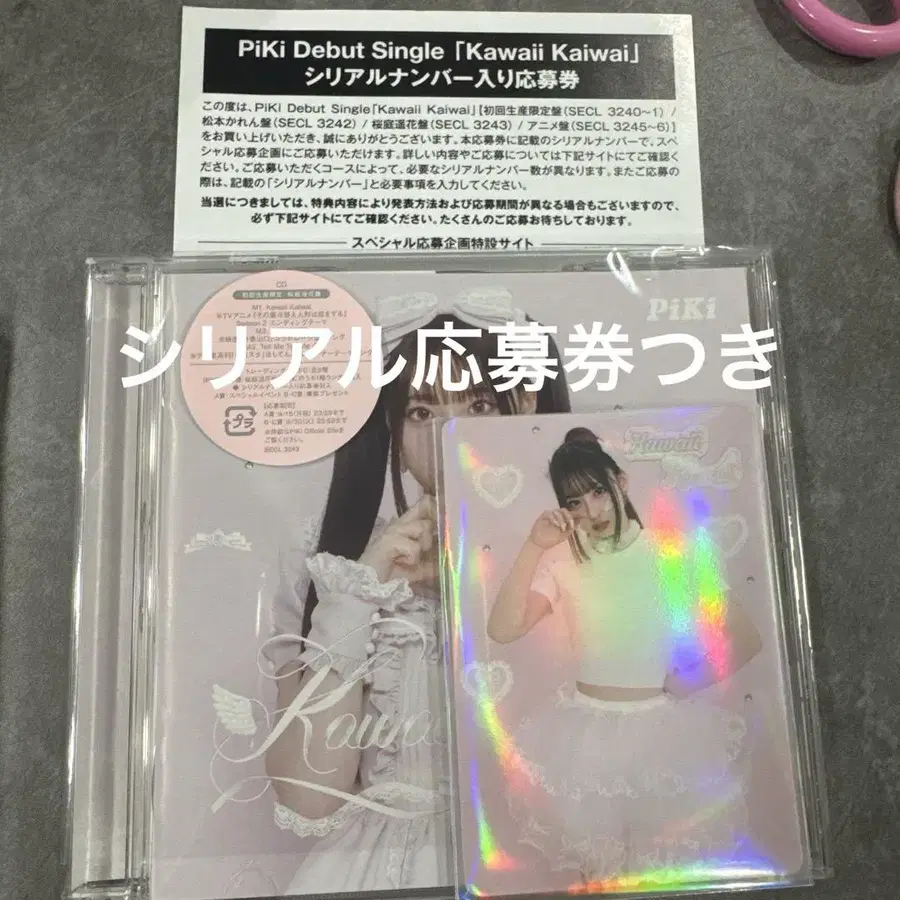 PiKi Debut Single「Kawaii Kaiwai」
シリアルナンバー入り応募券
この度は、PiKi Debut Single「Kawaii Kaiwai」【初回生産限定盤(SECL 3240~1) /
松本かれん盤(SECL 3242) / 桜庭遥花盤(SECL 3243) / アニメ盤(SECL 3245~6)】
をお買い上げいただき、誠にありがとうございます。本応募券に記載のシリアルナンバーで、スペ
シャル応募企画にご応募いただけます。詳しい内容やご応募については下記サイトにてご確認く
ださい。ご応募いただくコースによって、必要なシリアルナンバー数が異なります。またご応募の
際は、記載の「シリアルナンバー」と必要事項を入力してください。
当選につきましては、特典内容により発表方法および応募期間が異なる場合もございますので、
必ず下記サイトにてご確認ください。たくさんのご応募お待ちしております。
スペシャル応募企画特設サイト
CD
M1. Kawaii Kaiwai
PiKi
シリアル応募券つき
プラ
SECL 3243
Kawaii